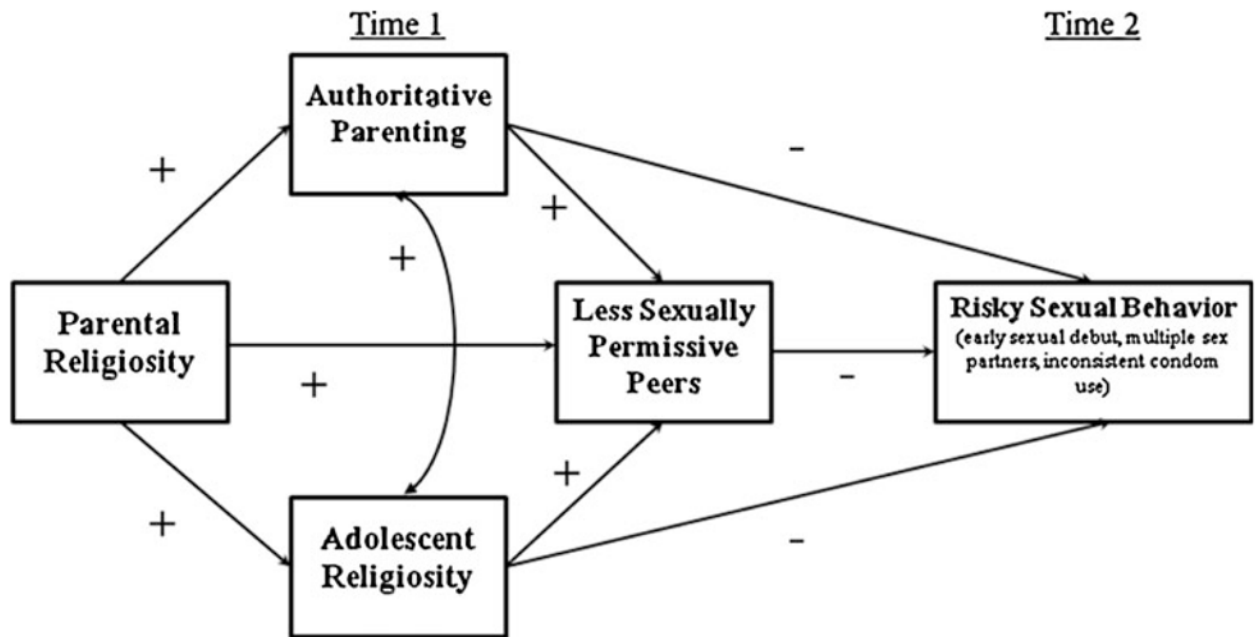 Time 1
Time 2
Authoritative
Parenting
+
-
+
+
Parental
Religiosity
Less Sexually
Permissive
Peers
Risky Sexual Behavior
(early sexual debut, multiple sex
partners, inconsistent condom
use)
+
-
+
+
-
Adolescent
Religiosity